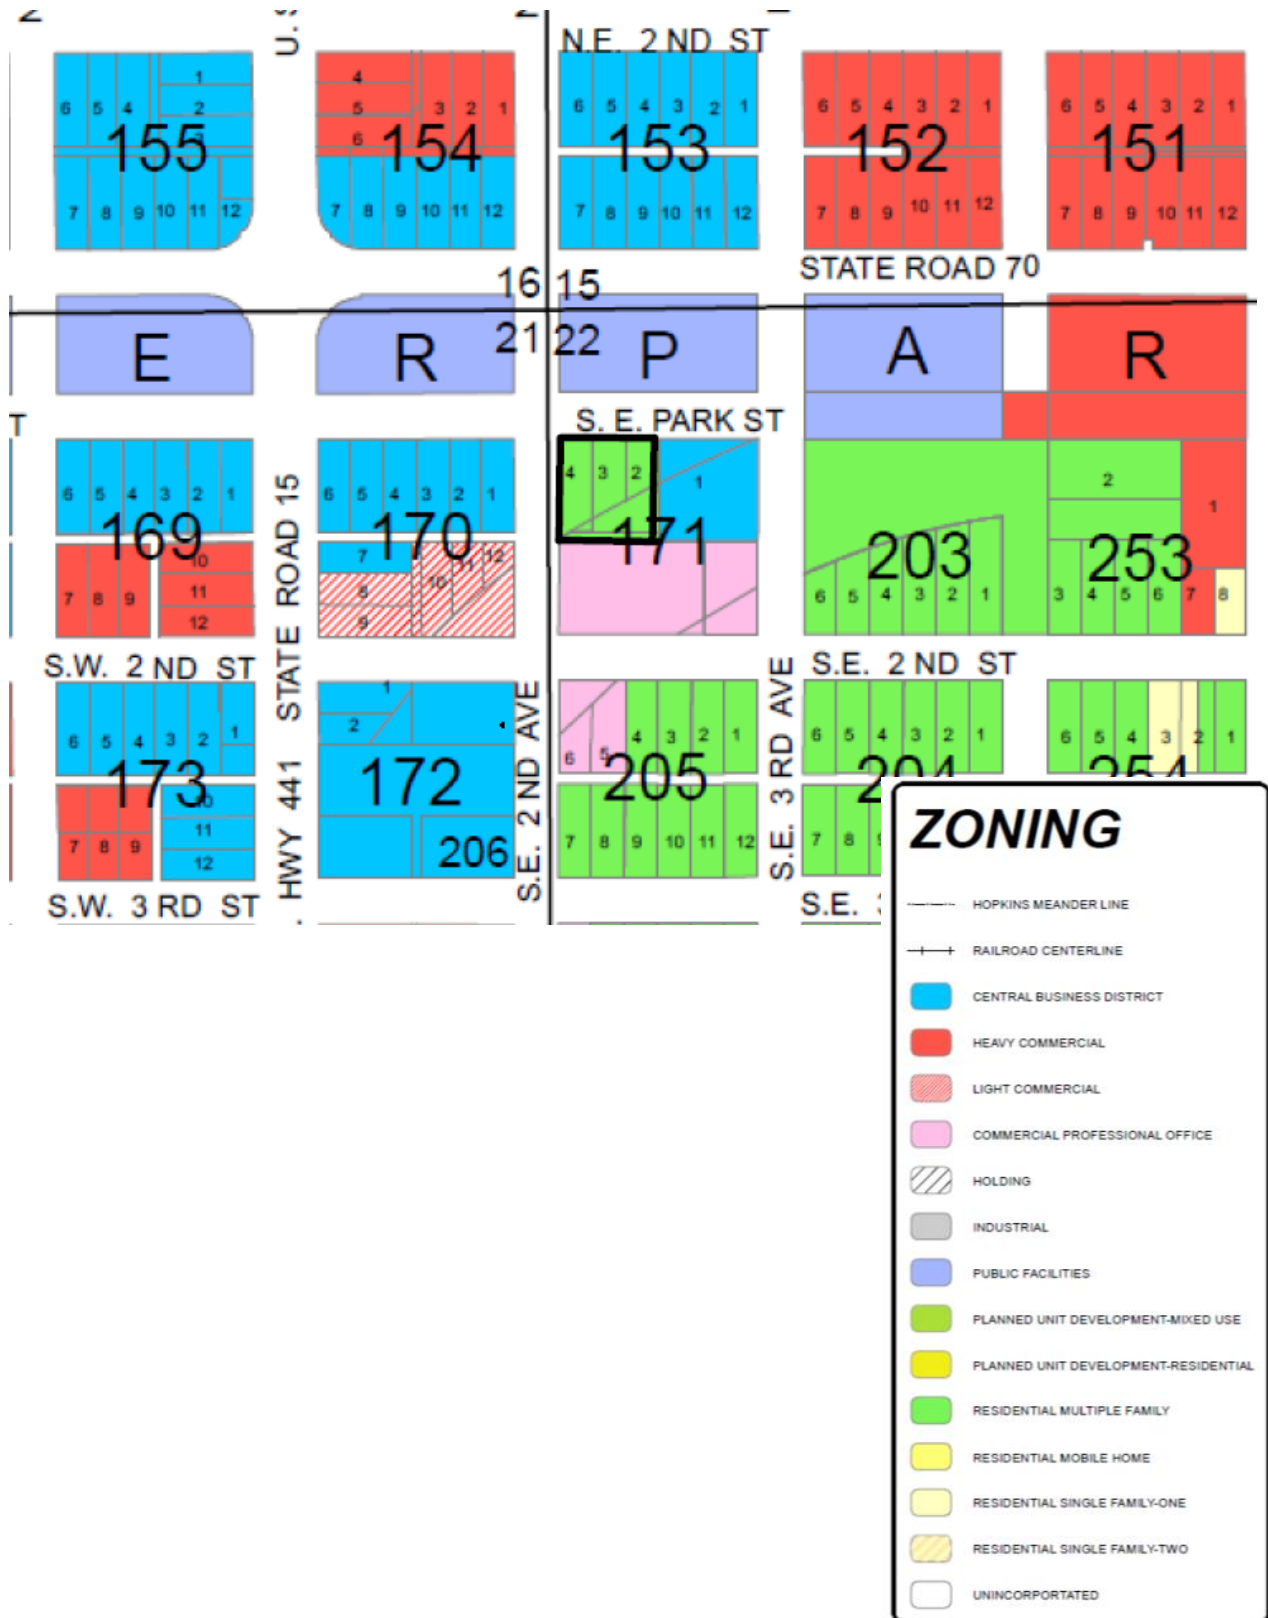 N.E. 2 ND ST
6 5 4 1 2
155
7 8 9 10 11 12
4 5 6 3 2 1
154
7 8 9 10 11 12
6 5 4 3 2 1
153
7 8 9 10 11 12
6 5 4 3 2 1
152
7 8 9 10 11 12
6 5 4 3 2 1
151
7 8 9 10 11 12
STATE ROAD 70
16 15
21 22
E R P A R
S. E. PARK ST
T
6 5 4 3 2 1
169
7 8 9 10 11 12
STATE ROAD 15
6 5 4 3 2 1
170
7 8 9 10 11 12
4 3 2 1
171
203
6 5 4 3 2 1
2 1
253
3 4 5 6 7 8
S.W. 2 ND ST
S.E. 2 ND ST
6 5 4 3 2 1
173
7 8 9 10 11 12
HWY 441
1 2
172
206
S.E. 2 ND AVE
6 5 4 3 2 1
205
7 8 9 10 11 12
S.E. 3 RD AVE
6 5 4 3 2 1
204
7 8
6 5 4 3 2 1
254
S.W. 3 RD ST
S.E.
ZONING
HOPKINS MEANDER LINE
RAILROAD CENTERLINE
CENTRAL BUSINESS DISTRICT
HEAVY COMMERCIAL
LIGHT COMMERCIAL
COMMERCIAL PROFESSIONAL OFFICE
HOLDING
INDUSTRIAL
PUBLIC FACILITIES
PLANNED UNIT DEVELOPMENT-MIXED USE
PLANNED UNIT DEVELOPMENT-RESIDENTIAL
RESIDENTIAL MULTIPLE FAMILY
RESIDENTIAL MOBILE HOME
RESIDENTIAL SINGLE FAMILY-ONE
RESIDENTIAL SINGLE FAMILY-TWO
UNINCORPORTATED